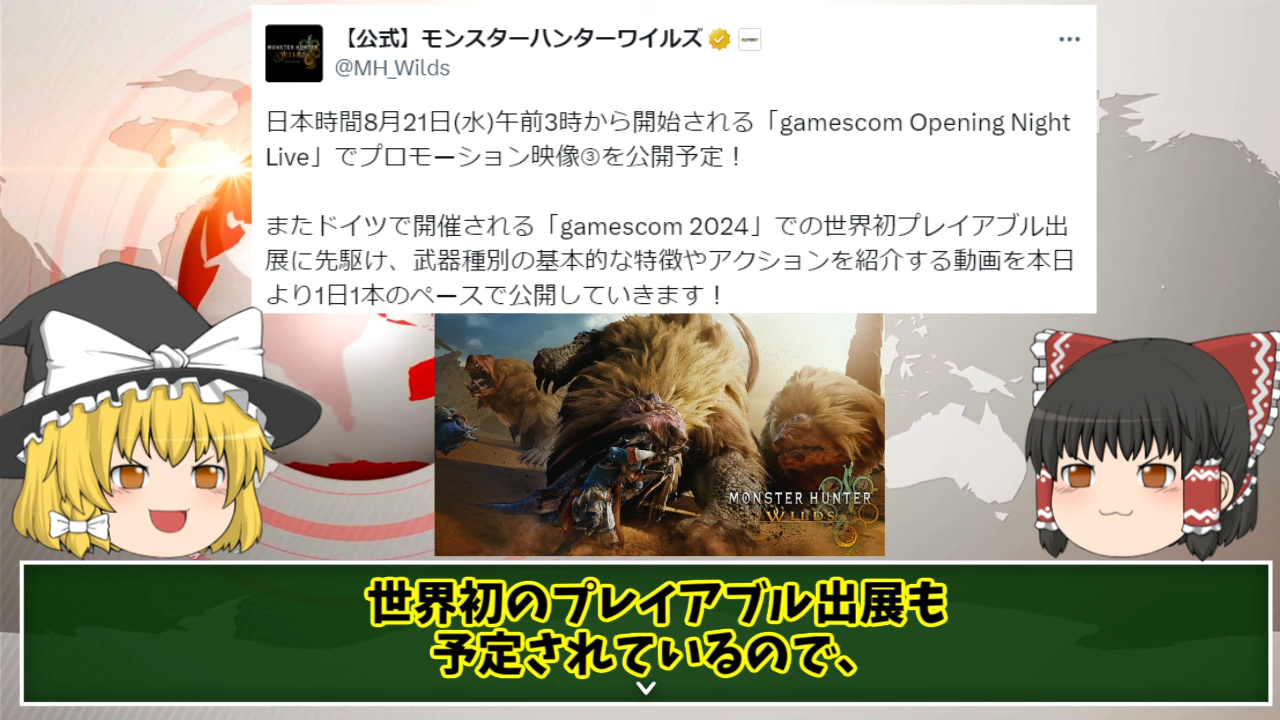 【公式】モンスターハンターワイルズ
@MH_Wilds
日本時間8月21日(水)午前3時から開始される「gamescom Opening Night
Live」でプロモーション映像③を公開予定！
またドイツで開催される「gamescom 2024」での世界初プレイアブル出
展に先駆け、武器種別の基本的な特徴やアクションを紹介する動画を本日
より1日1本のペースで公開していきます！
MONSTER HUNTER
WILDS
MONSTER HUNTER
WILDS
世界初のプレイアブル出展も
予定されているので、